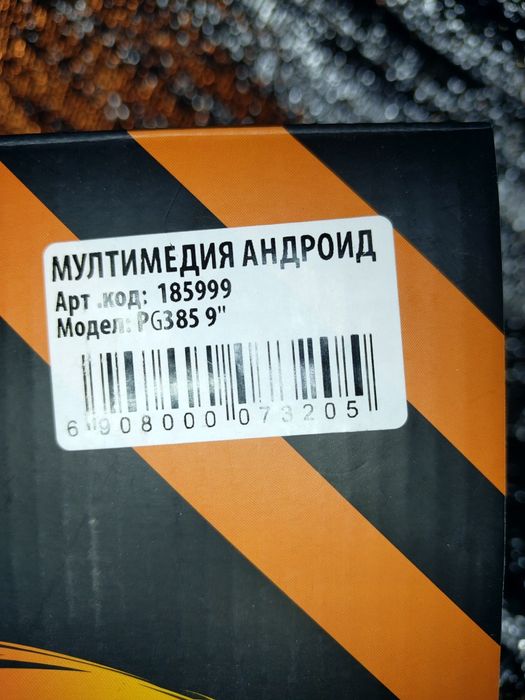 МУЛТИМЕДИЯ АНДРОИД
Арт .код: 185999
Модел: PG385 9"
6 908000 073205